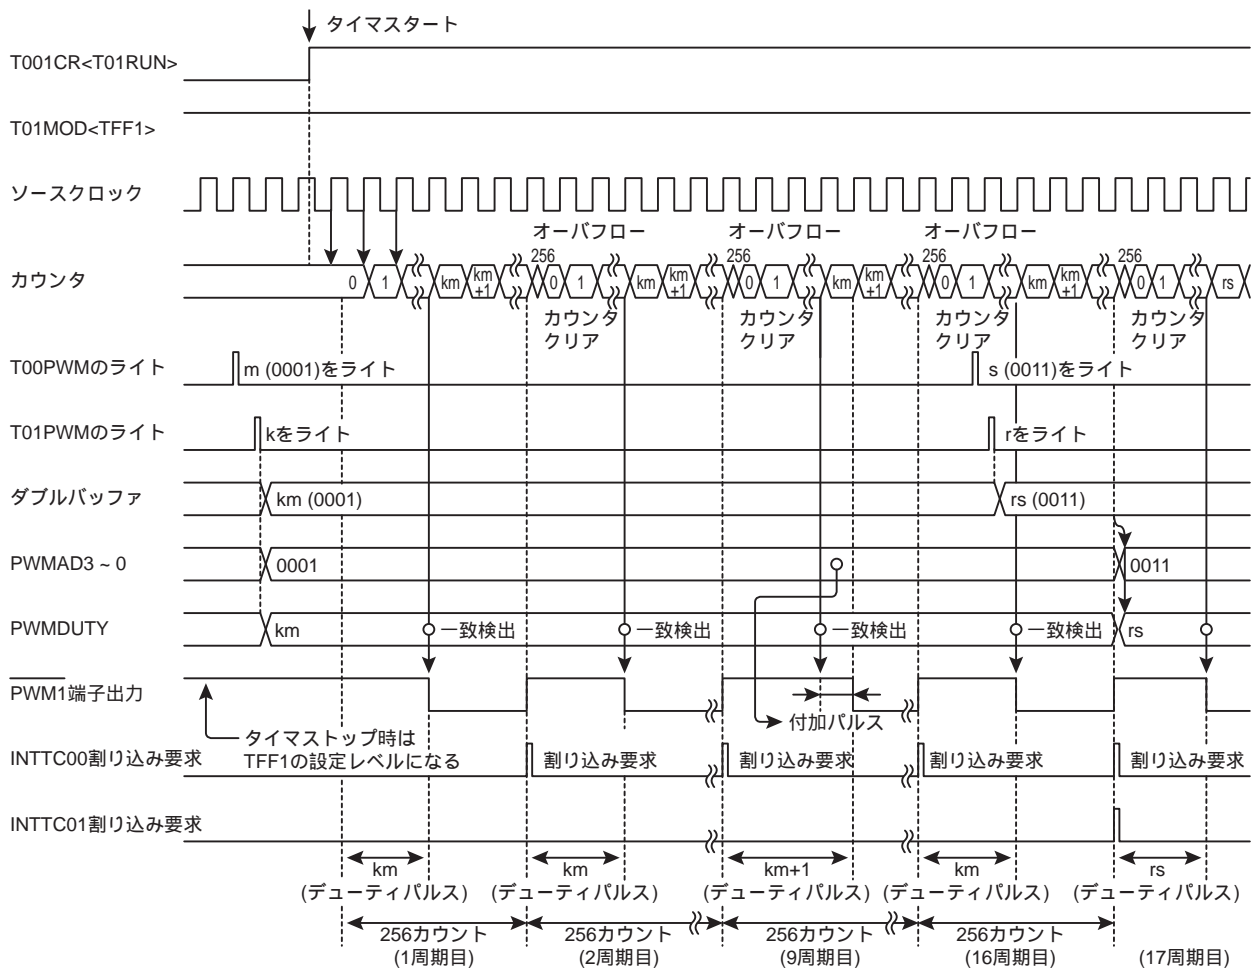 タイマスタート
T001CR<T01RUN>
T01MOD<TFF1>
ソースクロック
オーバフロー オーバフロー オーバフロー
256 256 256 256
カウンタ 0 1 km km+1 0 1 km km+1 0 1 km km+1 0 1 km km+1 0 1 rs
カウンタ カウンタ カウンタ カウンタ
クリア クリア クリア クリア
T00PWMのライト m (0001)をライト s (0011)をライト
T01PWMのライト kをライト rをライト
ダブルバッファ km (0001) rs (0011)
PWMAD3 ~ 0 0001 0011
PWMDUTY km 一致検出 一致検出 一致検出 一致検出 rs
PWM1端子出力
付加パルス
タイマストップ時は
TFF1の設定レベルになる
INTTC00割り込み要求 割り込み要求 割り込み要求 割り込み要求 割り込み要求
INTTC01割り込み要求
km km km+1 km rs
(デューティパルス) (デューティパルス) (デューティパルス) (デューティパルス) (デューティパルス)
256カウント 256カウント 256カウント 256カウント
(1周期目) (2周期目) (9周期目) (16周期目) (17周期目)